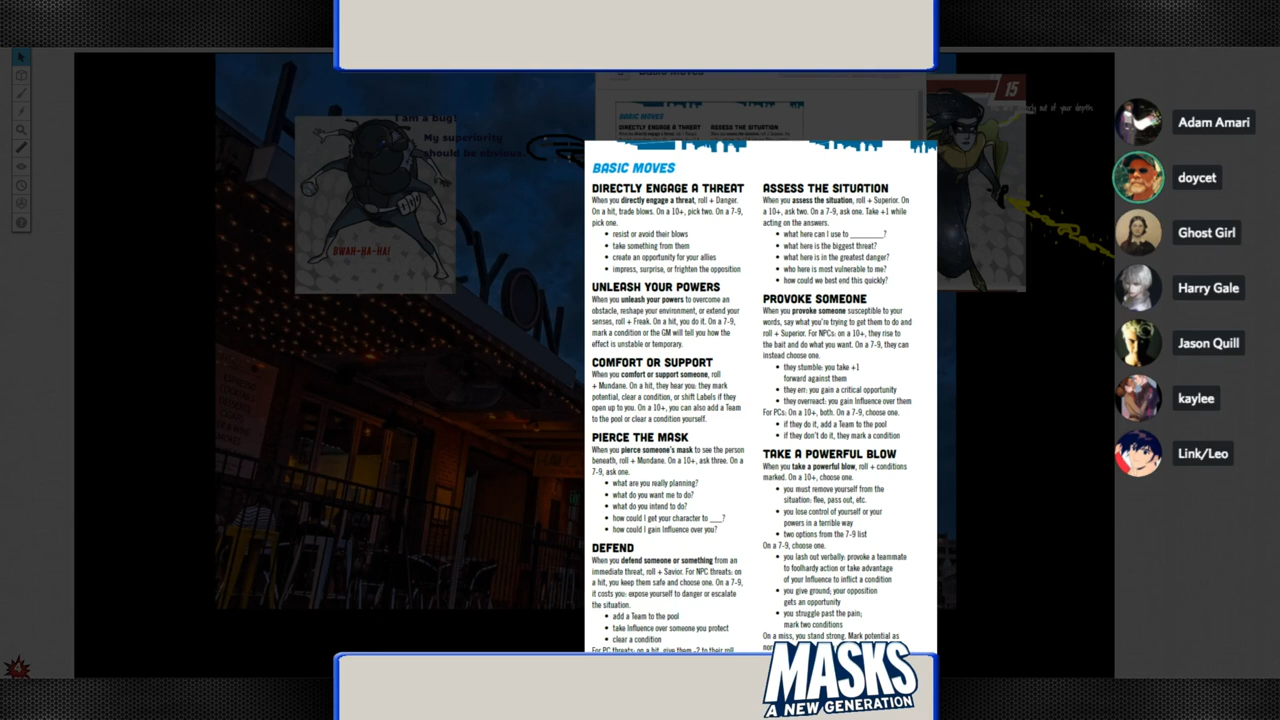 I am a bug!
My superiority
should be obvious.
BWAH-HA-HA!
Basic Moves
BASIC MOVES
DIRECTLY ENGAGE A THREAT
ASSESS THE SITUATION
15
BASIC MOVES
DIRECTLY ENGAGE A THREAT
When you directly engage a threat, roll + Danger.
On a hit, trade blows. On a 10+, pick two. On a 7-9,
pick one.
• resist or avoid their blows
• take something from them
• create an opportunity for your allies
• impress, surprise, or frighten the opposition
UNLEASH YOUR POWERS
When you unleash your powers to overcome an
obstacle, reshape your environment, or extend your
senses, roll + Freak. On a hit, you do it. On a 7-9,
mark a condition or the GM will tell you how the
effect is unstable or temporary.
COMFORT OR SUPPORT
When you comfort or support someone, roll
+ Mundane. On a hit, they hear you: they mark
potential, clear a condition, or shift Labels if they
open up to you. On a 10+, you can also add a Team
to the pool or clear a condition yourself.
PIERCE THE MASK
When you pierce someone's mask to see the person
beneath, roll + Mundane. On a 10+, ask three. On a
7-9, ask one.
• what are you really planning?
• what do you want me to do?
• what do you intend to do?
• how could I get your character to ___?
• how could I gain Influence over you?
DEFEND
When you defend someone or something from an
immediate threat, roll + Savior. For NPC threats: on
a hit, you keep them safe and choose one. On a 7-9,
it costs you: expose yourself to danger or escalate
the situation.
• add a Team to the pool
• take Influence over someone you protect
• clear a condition
For PC threats: on a hit, give them -2 to their roll.
ASSESS THE SITUATION
When you assess the situation, roll + Superior. On
a 10+, ask two. On a 7-9, ask one. Take +1 while
acting on the answers.
• what here can I use to ________?
• what here is the biggest threat?
• what here is in the greatest danger?
• who here is most vulnerable to me?
• how could we best end this quickly?
PROVOKE SOMEONE
When you provoke someone susceptible to your
words, say what you're trying to get them to do and
roll + Superior. For NPCs: on a 10+, they rise to
the bait and do what you want. On a 7-9, they can
instead choose one.
• they stumble: you take +1
forward against them
• they err: you gain a critical opportunity
• they overreact: you gain Influence over them
For PCs: On a 10+, both. On a 7-9, choose one.
• if they do it, add a Team to the pool
• if they don't do it, they mark a condition
TAKE A POWERFUL BLOW
When you take a powerful blow, roll + conditions
marked. On a 10+, choose one.
• you must remove yourself from the
situation: flee, pass out, etc.
• you lose control of yourself or your
powers in a terrible way
• two options from the 7-9 list
On a 7-9, choose one.
• you lash out verbally: provoke a teammate
to foolhardy action or take advantage
of your Influence to inflict a condition
• you give ground; your opposition
gets an opportunity
• you struggle past the pain;
mark two conditions
On a miss, you stand strong. Mark potential as
MASKS
A NEW GENERATION
Adam Amari
doycet
Ghost Girl
Harry Gale
Jason Quill
kaylee
Link/Leo